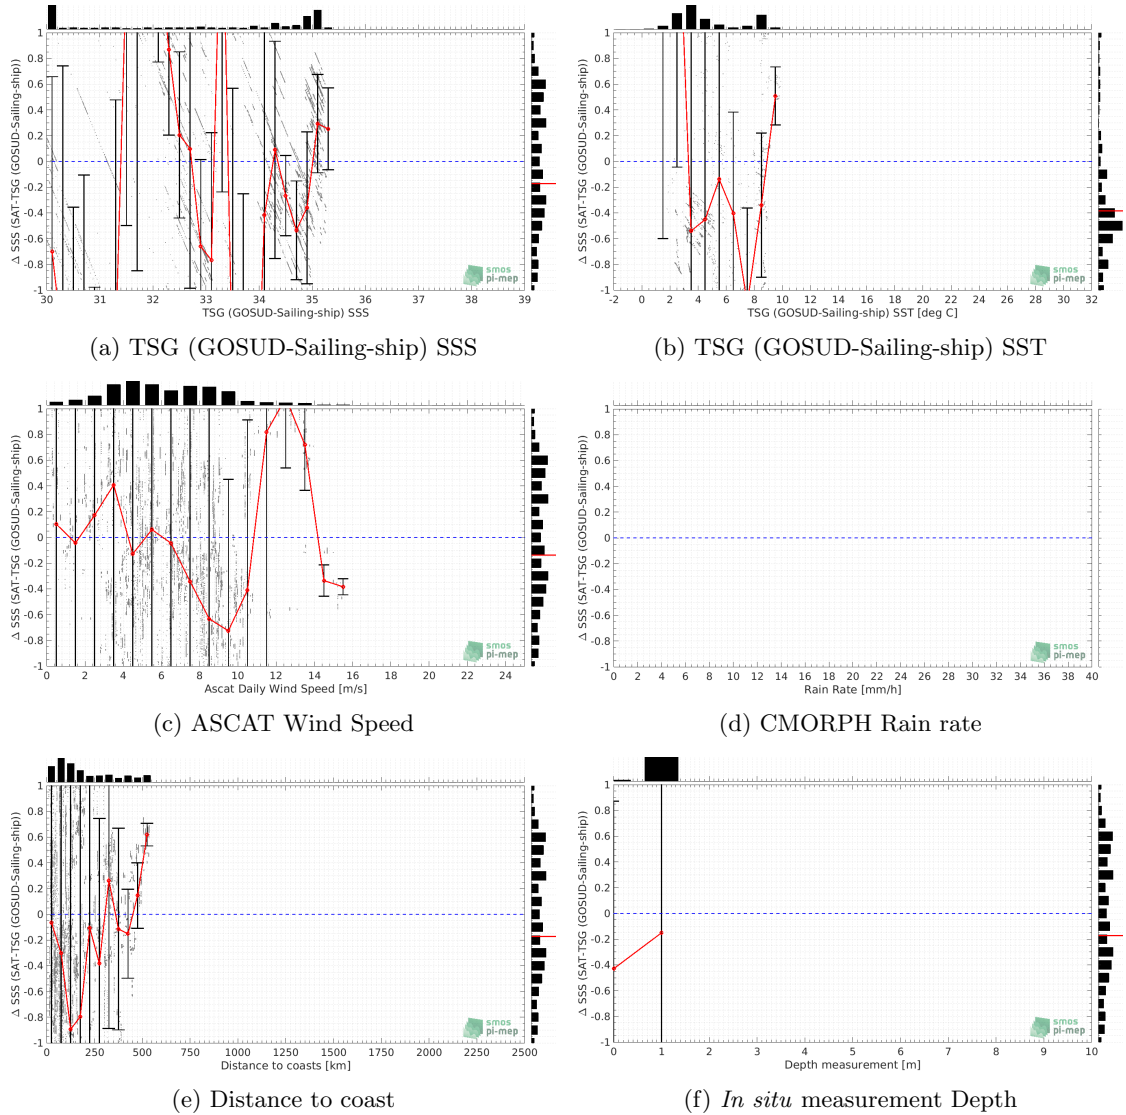 1
0.8
0.6
0.4
0.2
0
-0.2
-0.4
-0.6
-0.8
-1
Δ SSS (SAT-TSG (GOSUD-Sailing-ship))
smos
pi-mep
30 31 32 33 34 35 36 37 38 39
TSG (GOSUD-Sailing-ship) SSS
(a) TSG (GOSUD-Sailing-ship) SSS
1
0.8
0.6
0.4
0.2
0
-0.2
-0.4
-0.6
-0.8
-1
Δ SSS (SAT-TSG (GOSUD-Sailing-ship))
smos
pi-mep
-2 0 2 4 6 8 10 12 14 16 18 20 22 24 26 28 30 32
TSG (GOSUD-Sailing-ship) SST [deg C]
(b) TSG (GOSUD-Sailing-ship) SST
1
0.8
0.6
0.4
0.2
0
-0.2
-0.4
-0.6
-0.8
-1
Δ SSS (SAT-TSG (GOSUD-Sailing-ship))
smos
pi-mep
0 2 4 6 8 10 12 14 16 18 20 22 24
Ascat Daily Wind Speed [m/s]
(c) ASCAT Wind Speed
1
0.8
0.6
0.4
0.2
0
-0.2
-0.4
-0.6
-0.8
-1
Δ SSS (SAT-TSG (GOSUD-Sailing-ship))
smos
pi-mep
0 2 4 6 8 10 12 14 16 18 20 22 24 26 28 30 32 34 36 38 40
Rain Rate [mm/h]
(d) CMORPH Rain rate
1
0.8
0.6
0.4
0.2
0
-0.2
-0.4
-0.6
-0.8
-1
Δ SSS (SAT-TSG (GOSUD-Sailing-ship))
smos
pi-mep
0 250 500 750 1000 1250 1500 1750 2000 2250 2500
Distance to coasts [km]
(e) Distance to coast
1
0.8
0.6
0.4
0.2
0
-0.2
-0.4
-0.6
-0.8
-1
Δ SSS (SAT-TSG (GOSUD-Sailing-ship))
smos
pi-mep
0 1 2 3 4 5 6 7 8 9 10
Depth measurement [m]
(f) In situ measurement Depth